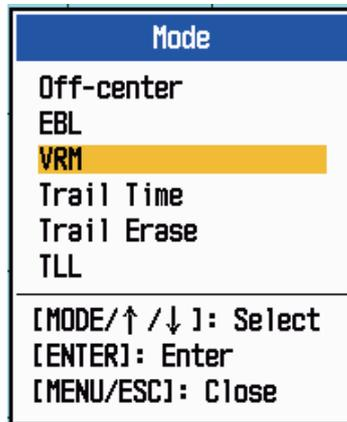 Mode
Off-center
EBL
VRM
Trail Time
Trail Erase
TLL
[MODE/↑/↓]: Select
[ENTER]: Enter
[MENU/ESC]: Close